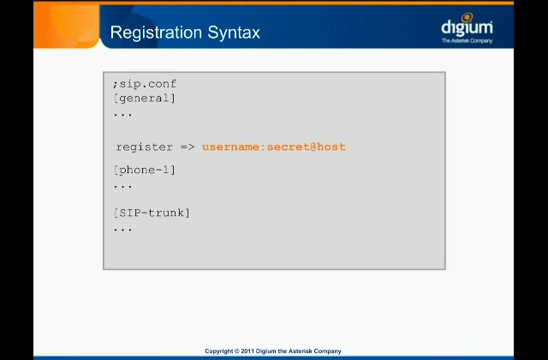 Registration Syntax
digium
The Asterisk Company
;sip.conf
[general]
...
register => username:secret@host
[phone-1]
...
[SIP-trunk]
...
Copyright © 2011 Digium the Asterisk Company